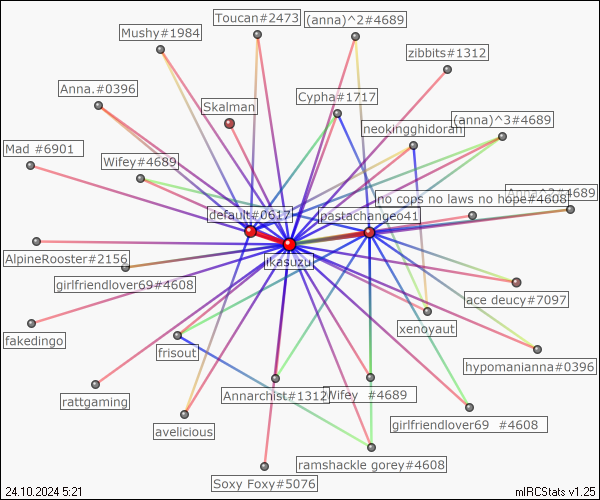 Toucan#2473
(anna)^2#4689
Mushy#1984
zibbits#1312
Anna.#0396
Cypha#1717
Skalman
(anna)^3#4689
neokingghidorah
Mad #6901
Wifey#4689
no cops no laws no hope#4608
default#0617
pastachangeo41
AlpineRooster#2156
ikasuzu
girlfriendlover69#4608
ace deucy#7097
xenoyaut
fakedingo
frisout
hypomanianna#0396
rattgaming
Annarchist#1312
Wifey #4689
girlfriendlover69 #4608
avelicious
ramshackle gorey#4608
Soxy Foxy#5076
24.10.2024 5:21
mIRCStats v1.25